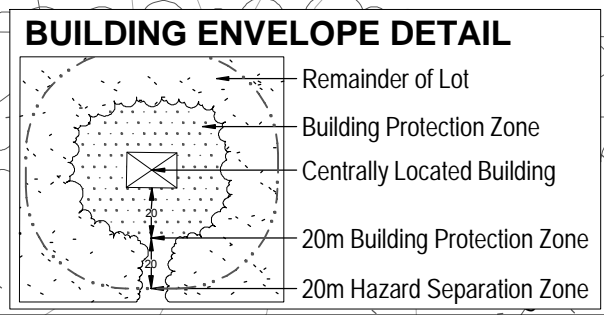 BUILDING ENVELOPE DETAIL
Remainder of Lot
Building Protection Zone
Centrally Located Building
20
20m Building Protection Zone
20
20m Hazard Separation Zone